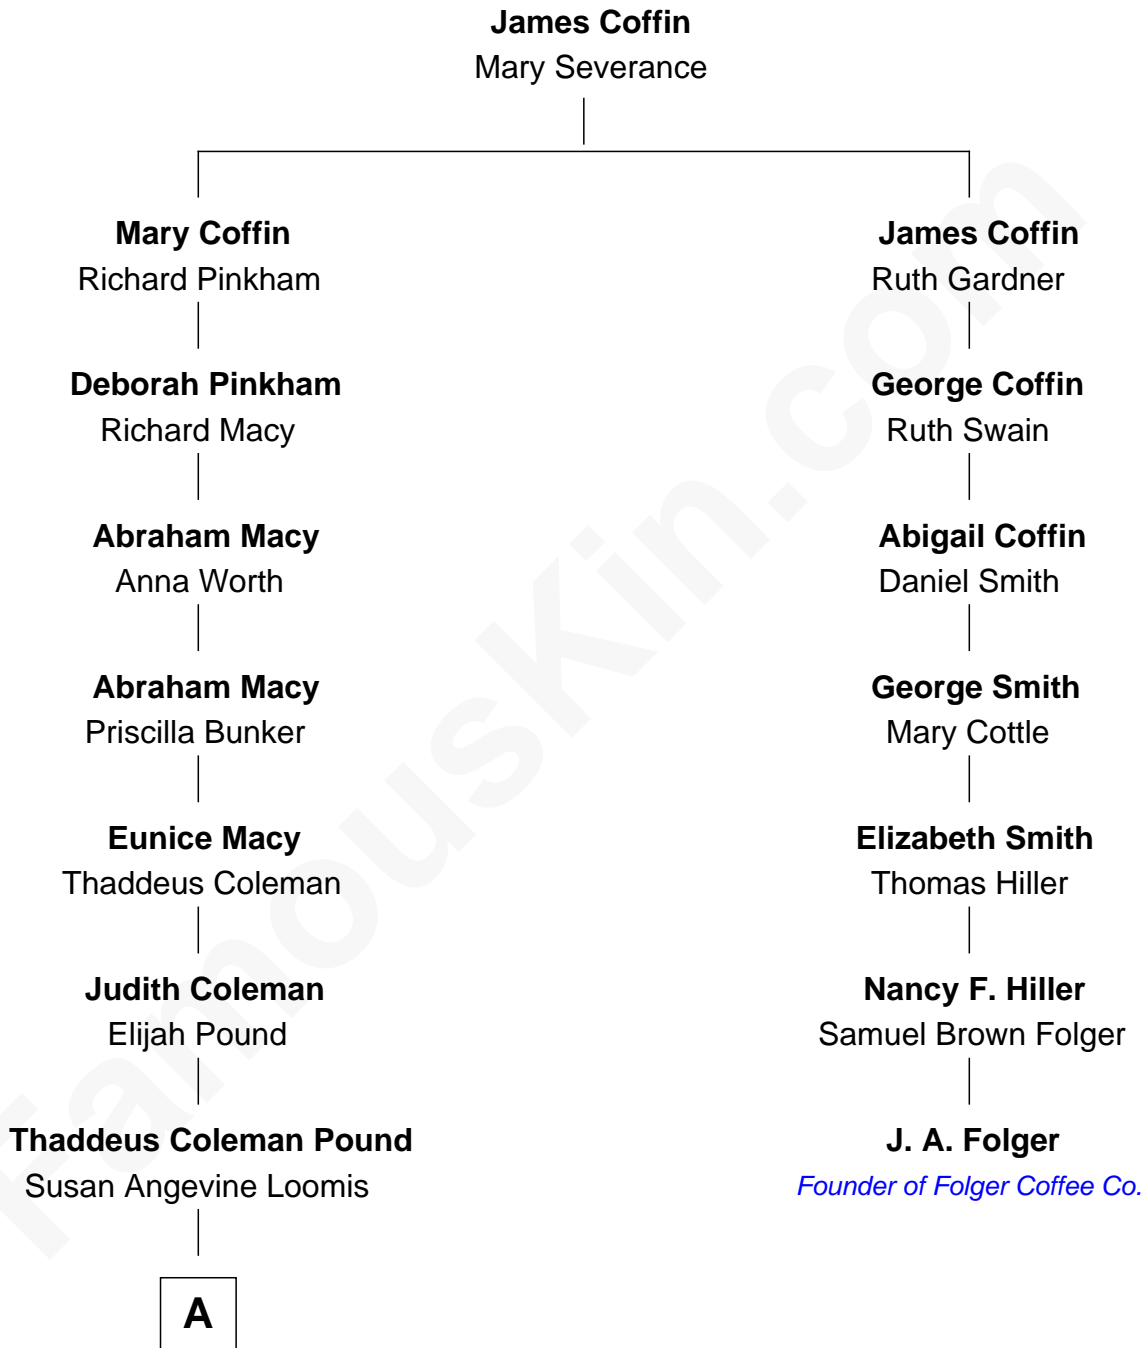 James Coffin
Mary Severance
Mary Coffin
Richard Pinkham
James Coffin
Ruth Gardner
Deborah Pinkham
Richard Macy
George Coffin
Ruth Swain
Abraham Macy
Anna Worth
Abigail Coffin
Daniel Smith
Abraham Macy
Priscilla Bunker
George Smith
Mary Cottle
Eunice Macy
Thaddeus Coleman
Elizabeth Smith
Thomas Hiller
Judith Coleman
Elijah Pound
Nancy F. Hiller
Samuel Brown Folger
Thaddeus Coleman Pound
Susan Angevine Loomis
J. A. Folger
Founder of Folger Coffee Co.
A
FamousKin.com